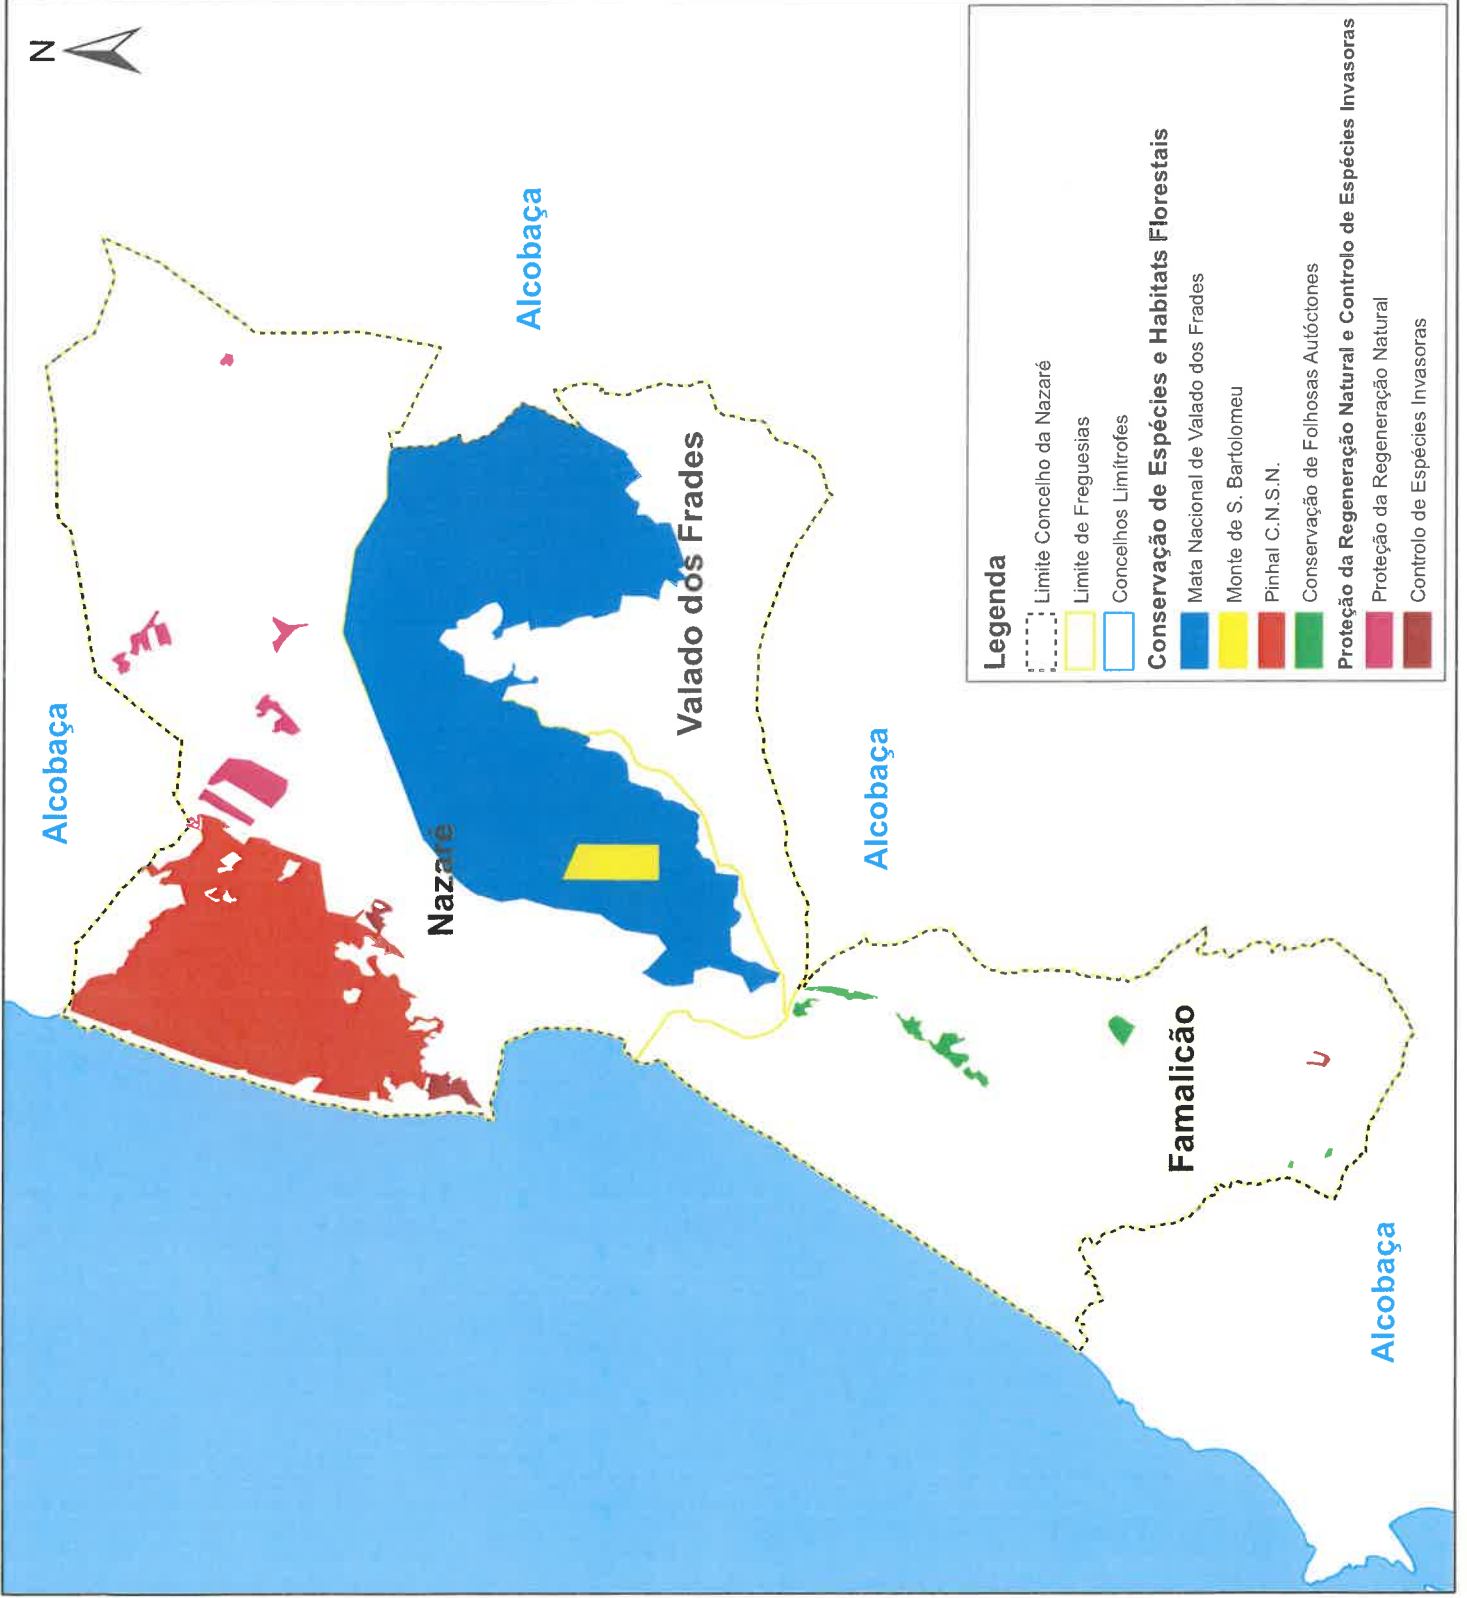 N
Alcobaça
Alcobaça
Nazaré
Valado dos Frades
Alcobaça
Famalicão
Alcobaça
Legenda
Limite Concelho da Nazaré
Limite de Freguesias
Concelhos Limítrofes
Conservação de Espécies e Habitats Florestais
Mata Nacional de Valado dos Frades
Monte de S. Bartolomeu
Pinhal C.N.S.N.
Conservação de Folhosas Autóctones
Proteção da Regeneração Natural e Controlo de Espécies Invasoras
Proteção da Regeneração Natural
Controlo de Espécies Invasoras